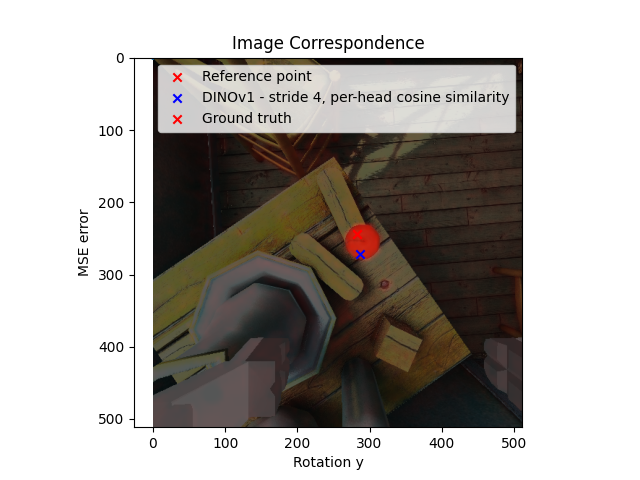 Image Correspondence
Reference point
DINOv1 - stride 4, per-head cosine similarity
Ground truth
MSE error
0
100
200
300
400
500
0 100 200 300 400 500
Rotation y